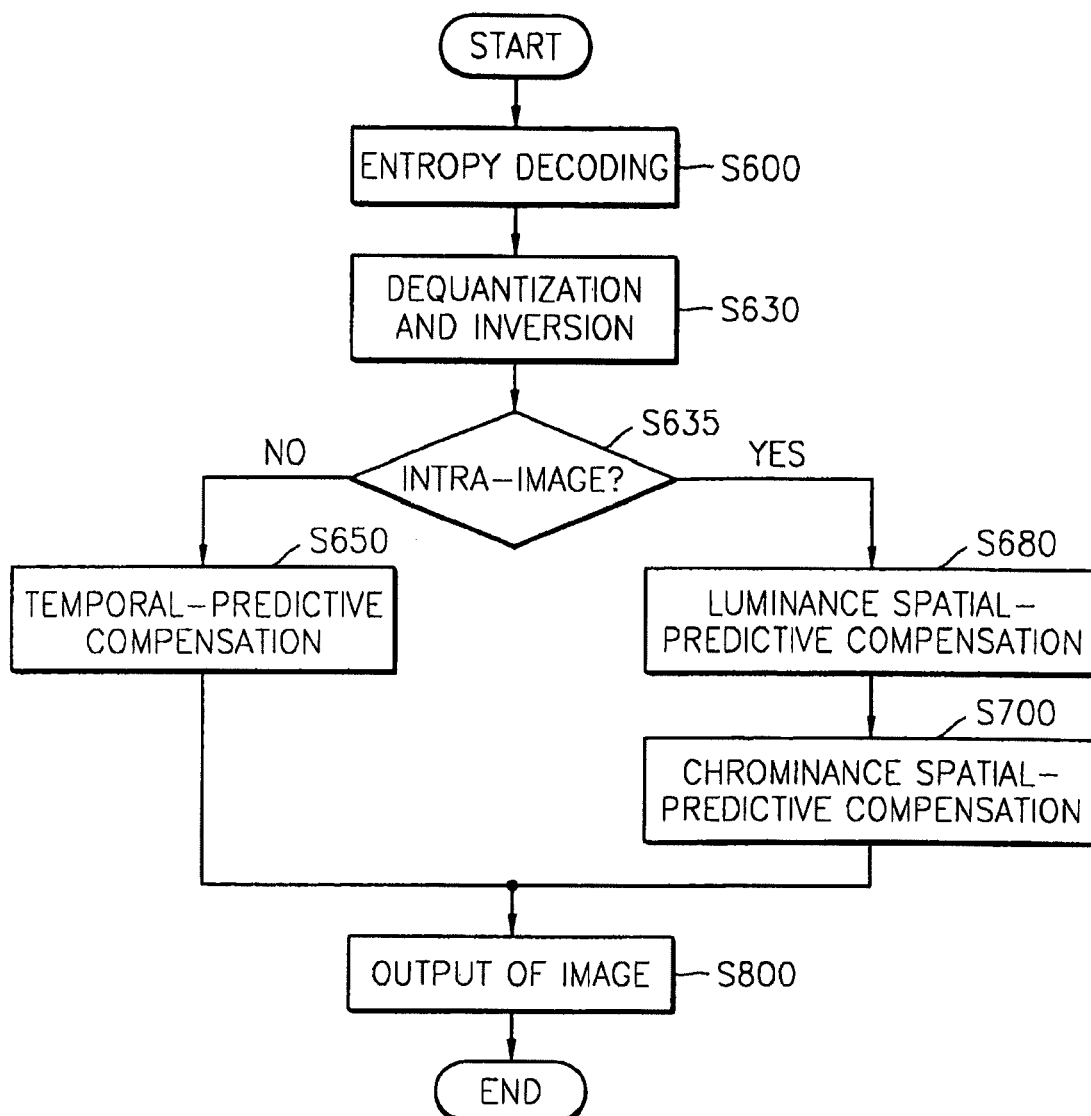 START
ENTROPY DECODING
S600
DEQUANTIZATION
AND INVERSION
S630
S635
NO
INTRA-IMAGE?
YES
S650
TEMPORAL-PREDICTIVE
COMPENSATION
S680
LUMINANCE SPATIAL-
PREDICTIVE COMPENSATION
S700
CHROMINANCE SPATIAL-
PREDICTIVE COMPENSATION
OUTPUT OF IMAGE
S800
END